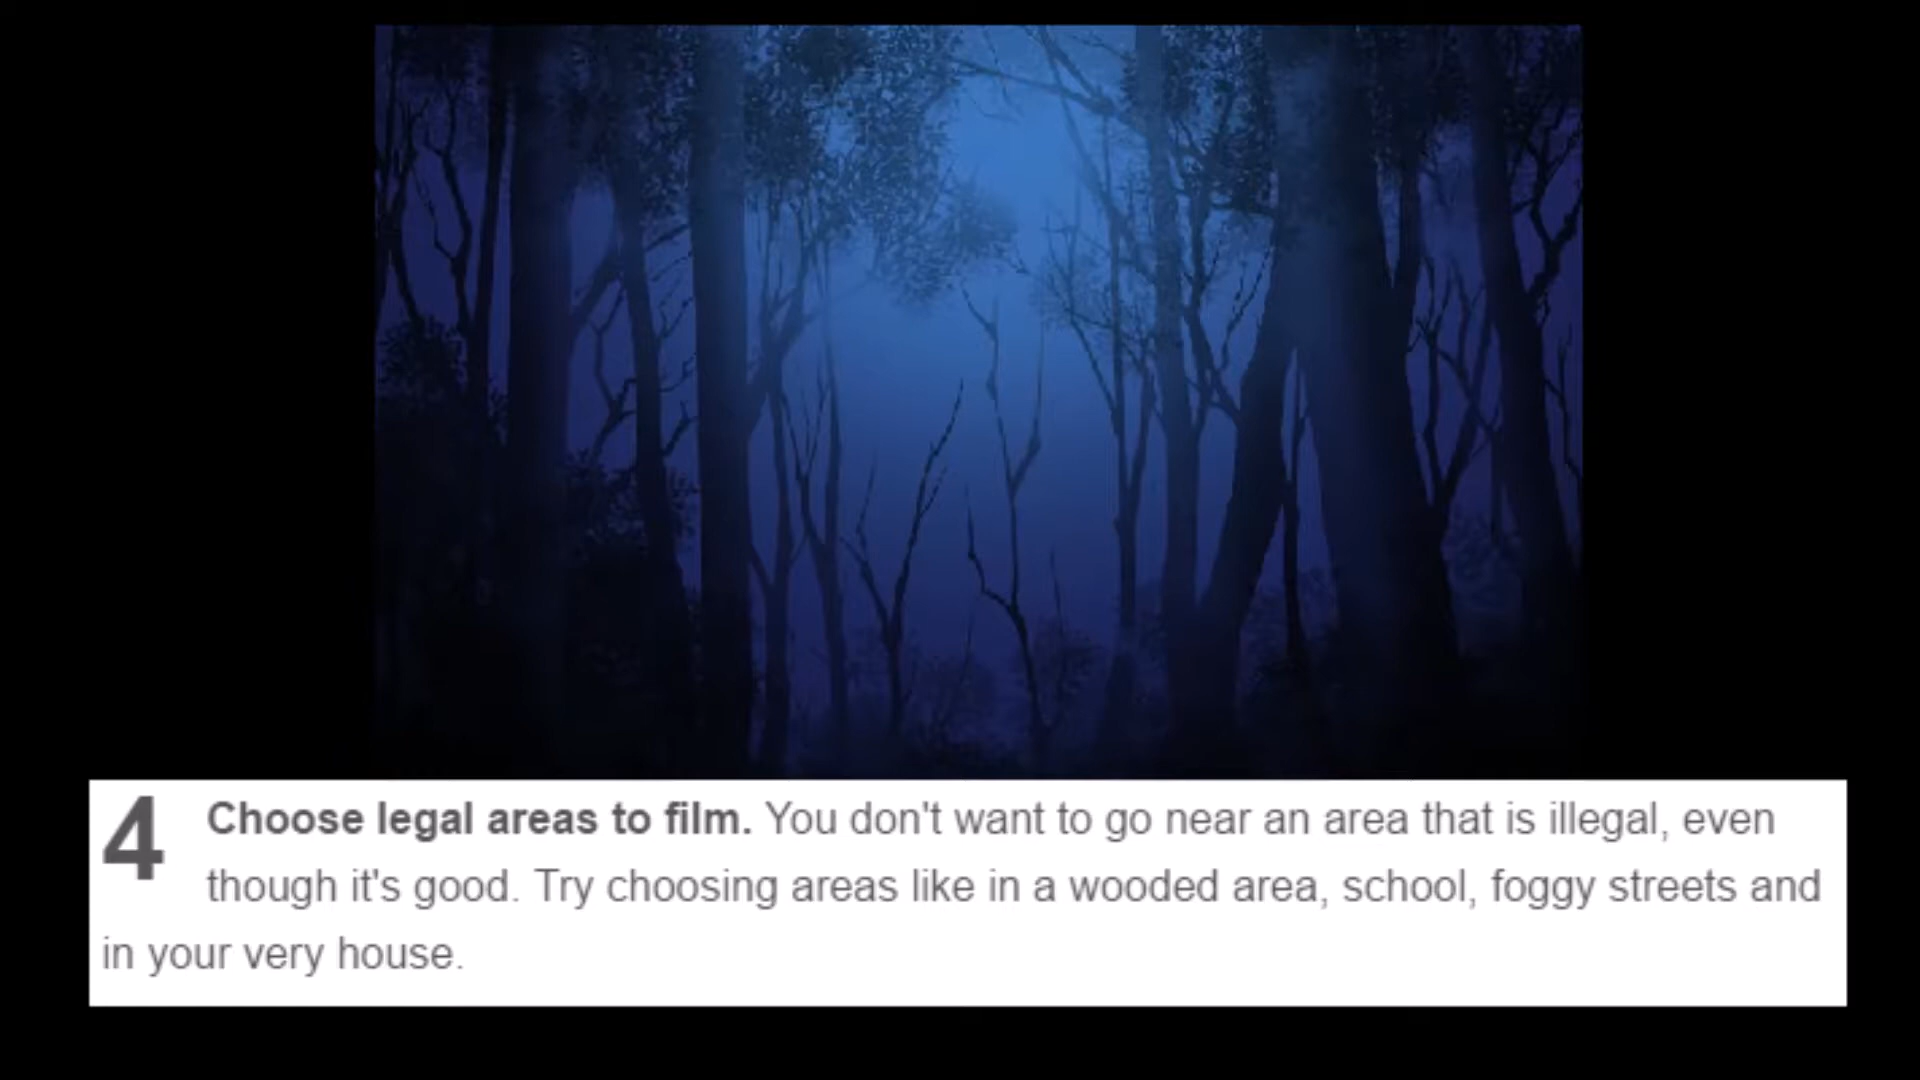 4 Choose legal areas to film. You don't want to go near an area that is illegal, even
though it's good. Try choosing areas like in a wooded area, school, foggy streets and
in your very house.